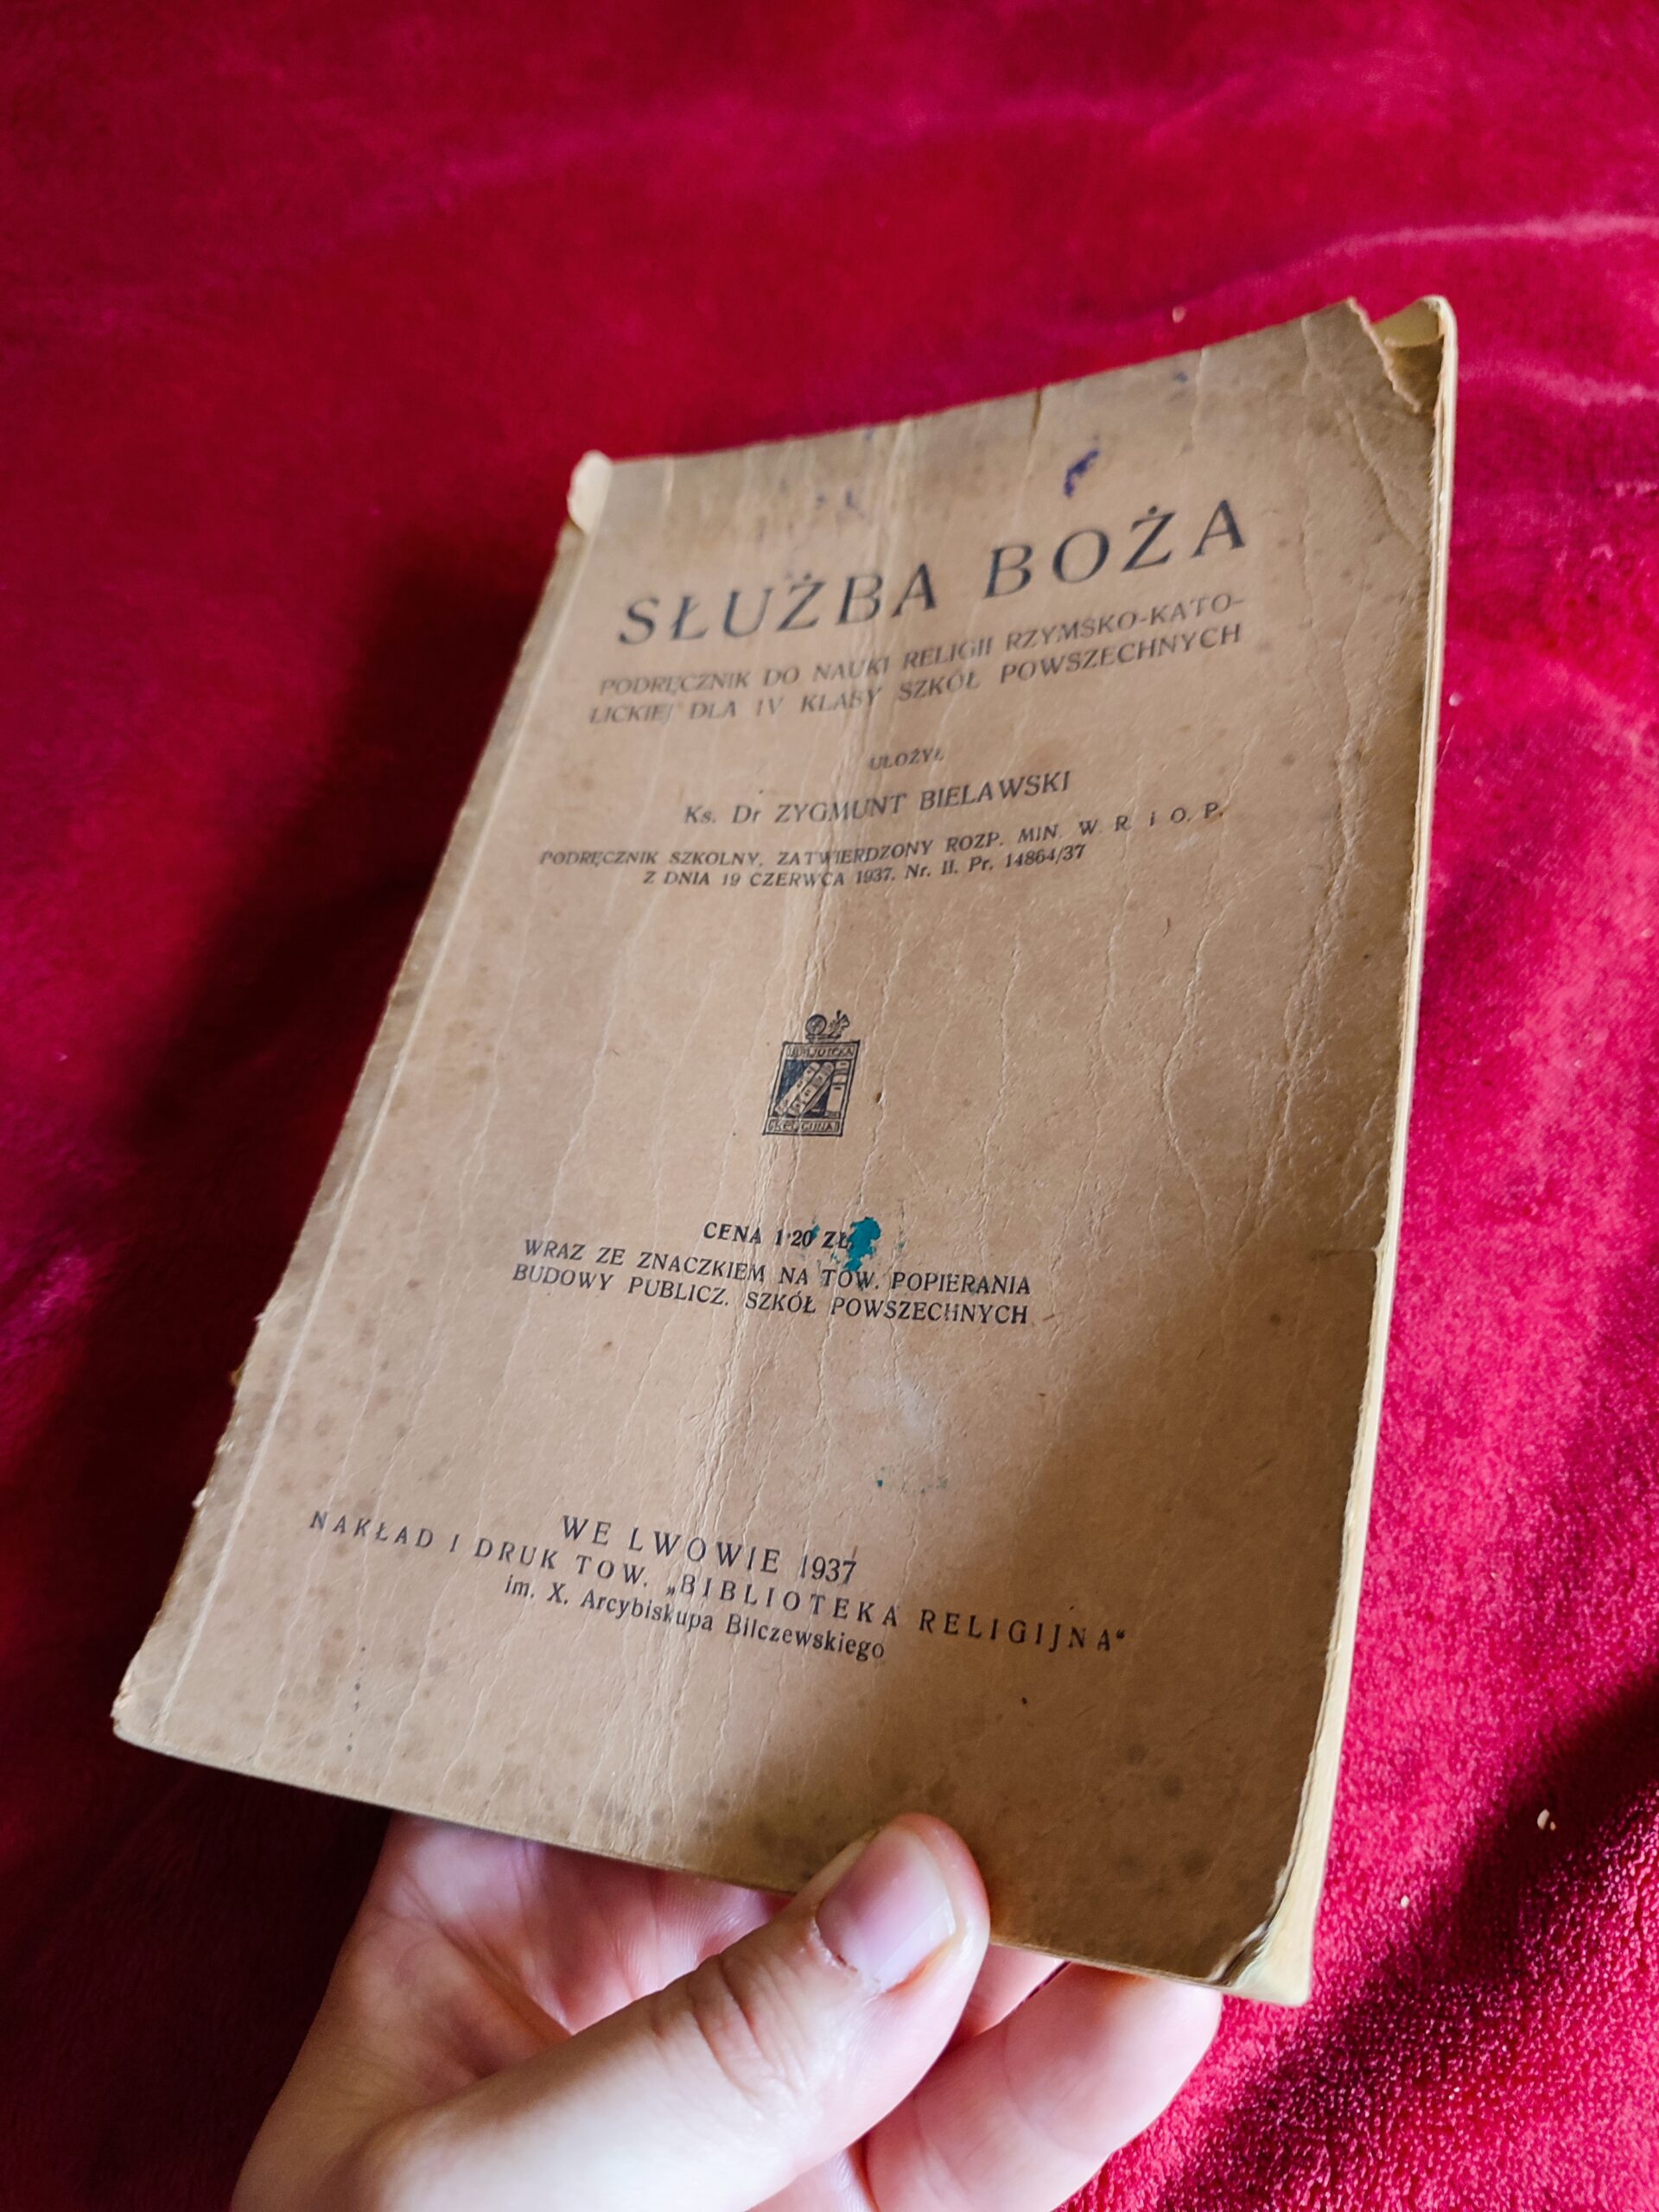 SŁUŻBA BOŻA
PODRĘCZNIK DO NAUKI RELIGII RZYMSKO-KATO-
LICKIEJ DLA IV KLASY SZKÓŁ POWSZECHNYCH
UŁOŻYŁ
Ks. Dr ZYGMUNT BIELAWSKI
PODRĘCZNIK SZKOLNY, ZATWIERDZONY ROZP. MIN. W. R. I O. P.
Z DNIA 19 CZERWCA 1937. Nr. II. Pr. 14864/37
BIBLIOTEKA
RELIGIJNA
CENA 1·20 ZŁ
WRAZ ZE ZNACZKIEM NA TOW. POPIERANIA
BUDOWY PUBLICZ. SZKÓŁ POWSZECHNYCH
WE LWOWIE 1937
NAKŁAD I DRUK TOW. „BIBLIOTEKA RELIGIJNA“
im. X. Arcybiskupa Bilczewskiego